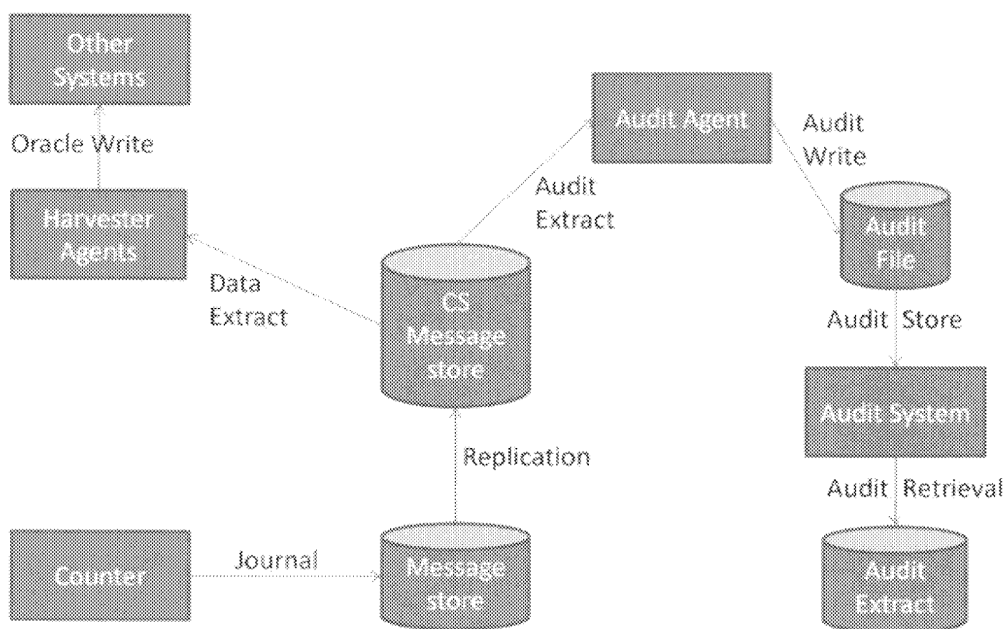 Other
Systems
Oracle Write
Harvester
Agents
Data
Extract
CS
Message
store
Audit
Extract
Audit Agent
Audit
Write
Audit
File
Audit Store
Audit System
Audit Retrieval
Audit
Extract
Replication
Counter
Journal
Message
store